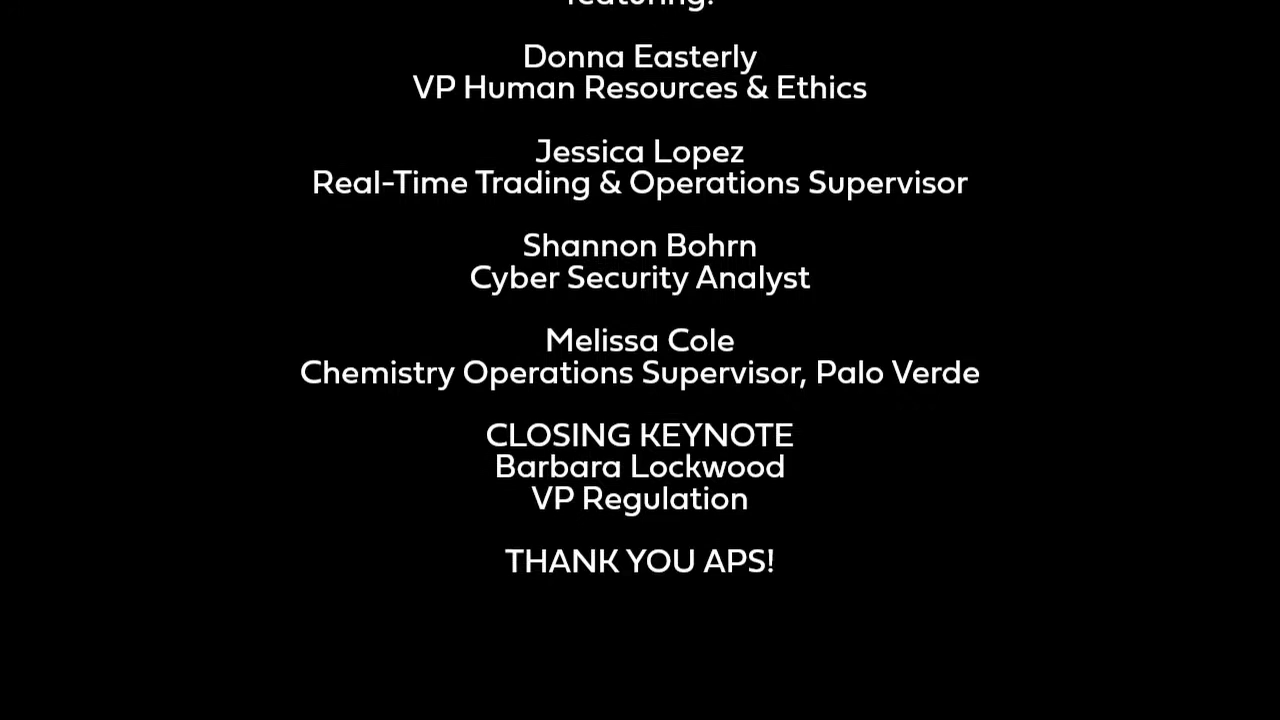 featuring:
Donna Easterly
VP Human Resources & Ethics
Jessica Lopez
Real-Time Trading & Operations Supervisor
Shannon Bohrn
Cyber Security Analyst
Melissa Cole
Chemistry Operations Supervisor, Palo Verde
CLOSING KEYNOTE
Barbara Lockwood
VP Regulation
THANK YOU APS!